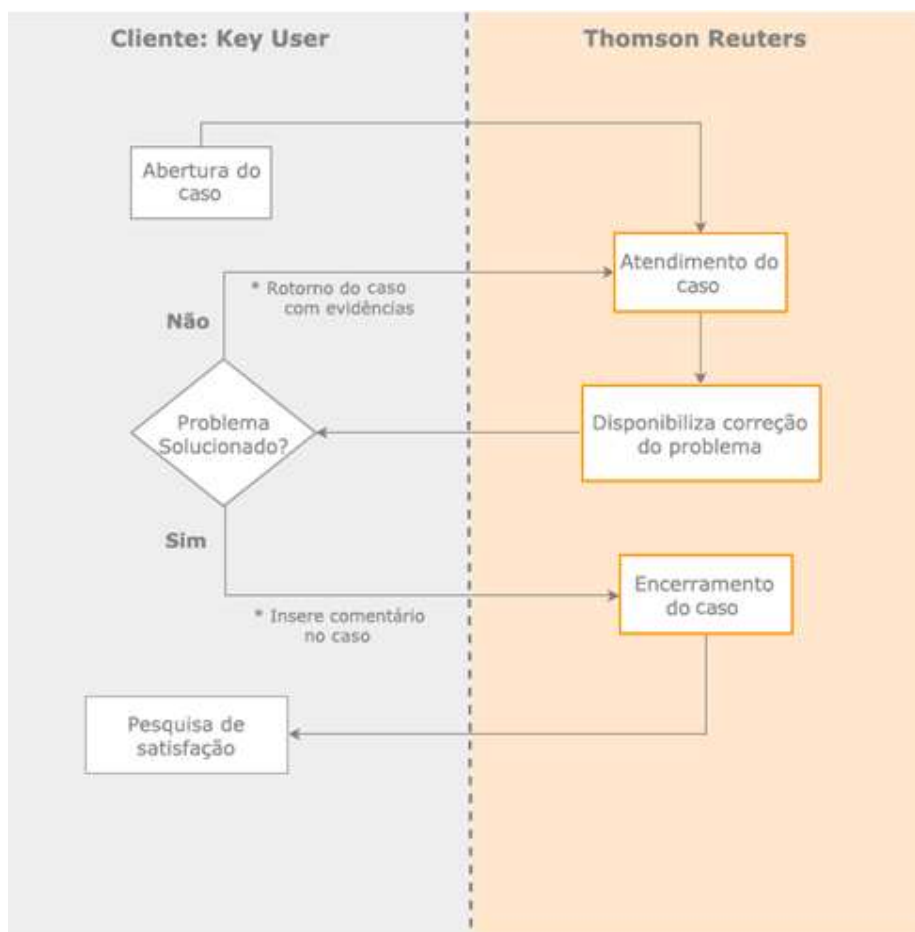 Cliente: Key User
Thomson Reuters
Abertura do
caso
Atendimento do
caso
* Rotorno do caso
com evidências
Não
Problema
Solucionado?
Disponibiliza correção
do problema
Sim
Encerramento
do caso
* Insere comentário
no caso
Pesquisa de
satisfação